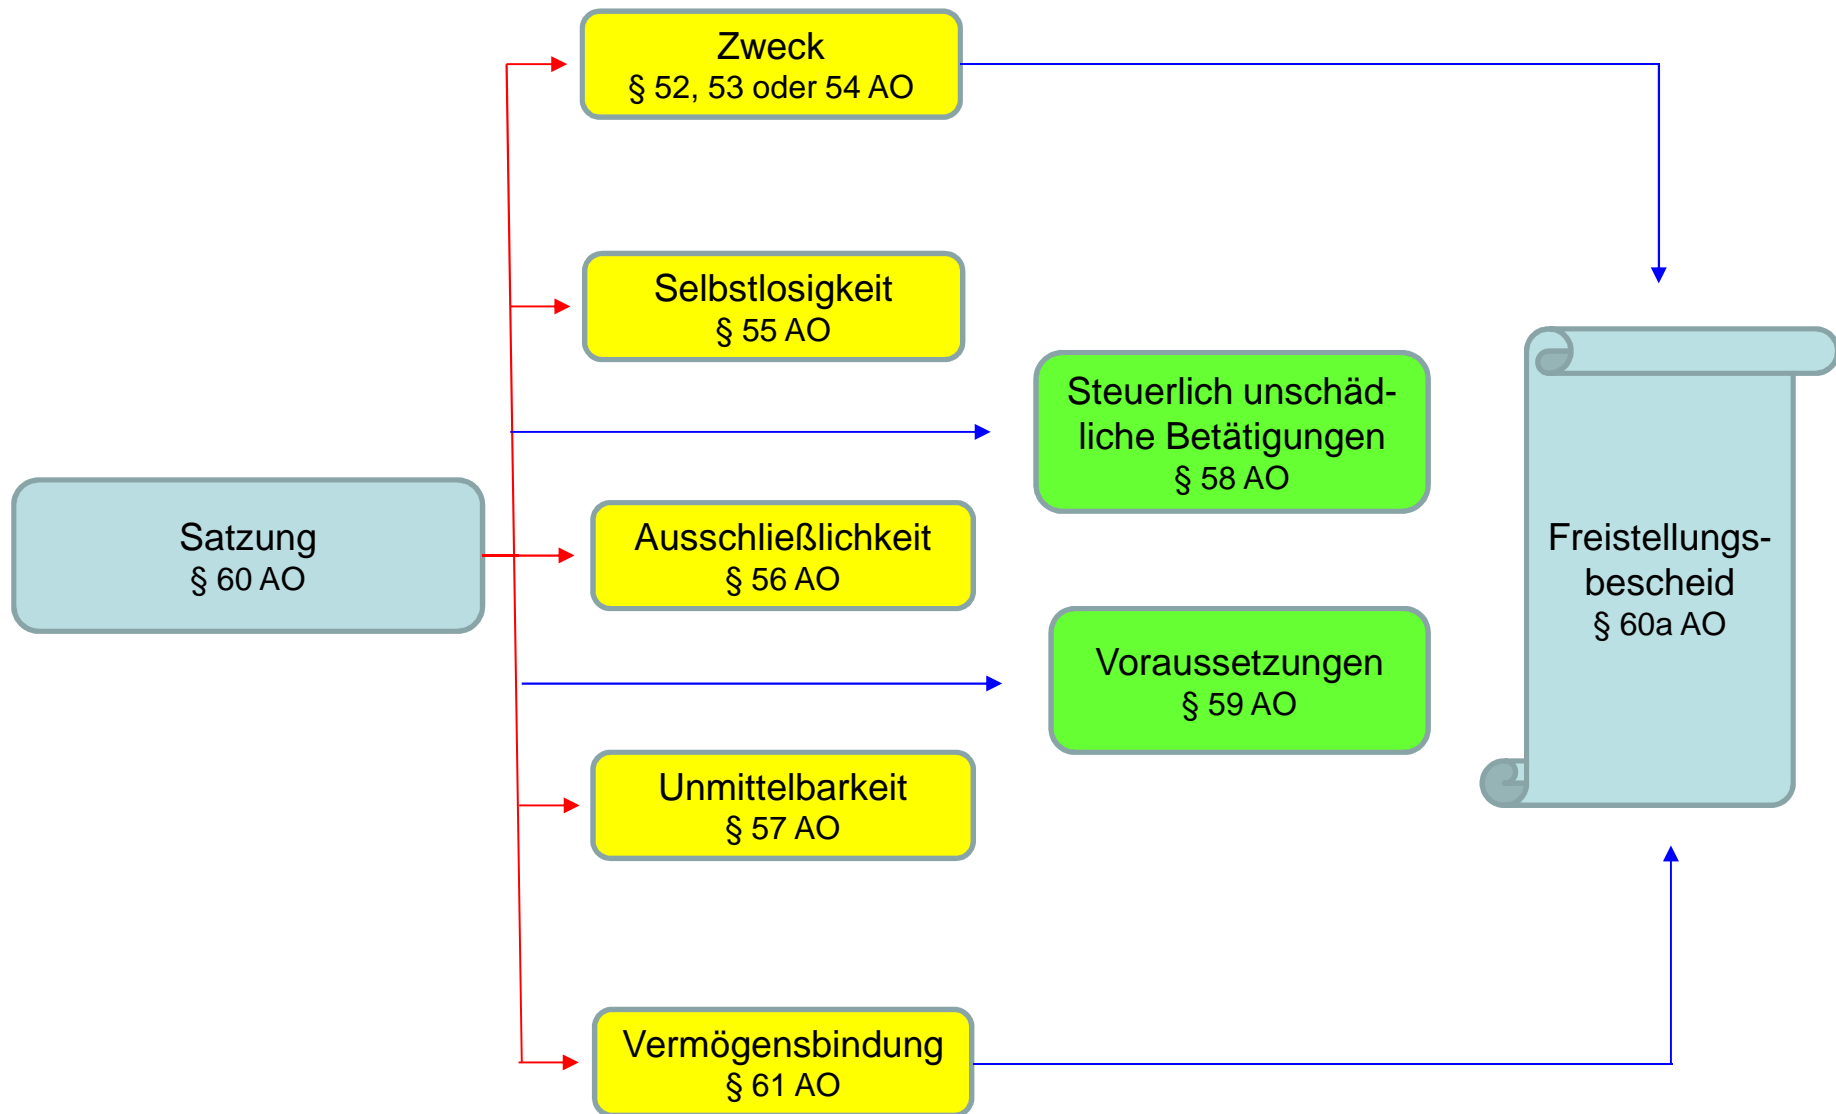 Zweck
§ 52, 53 oder 54 AO
Selbstlosigkeit
§ 55 AO
Steuerlich unschäd-
liche Betätigungen
§ 58 AO
Satzung
§ 60 AO
Ausschließlichkeit
§ 56 AO
Freistellungs-
bescheid
§ 60a AO
Voraussetzungen
§ 59 AO
Unmittelbarkeit
§ 57 AO
Vermögensbindung
§ 61 AO